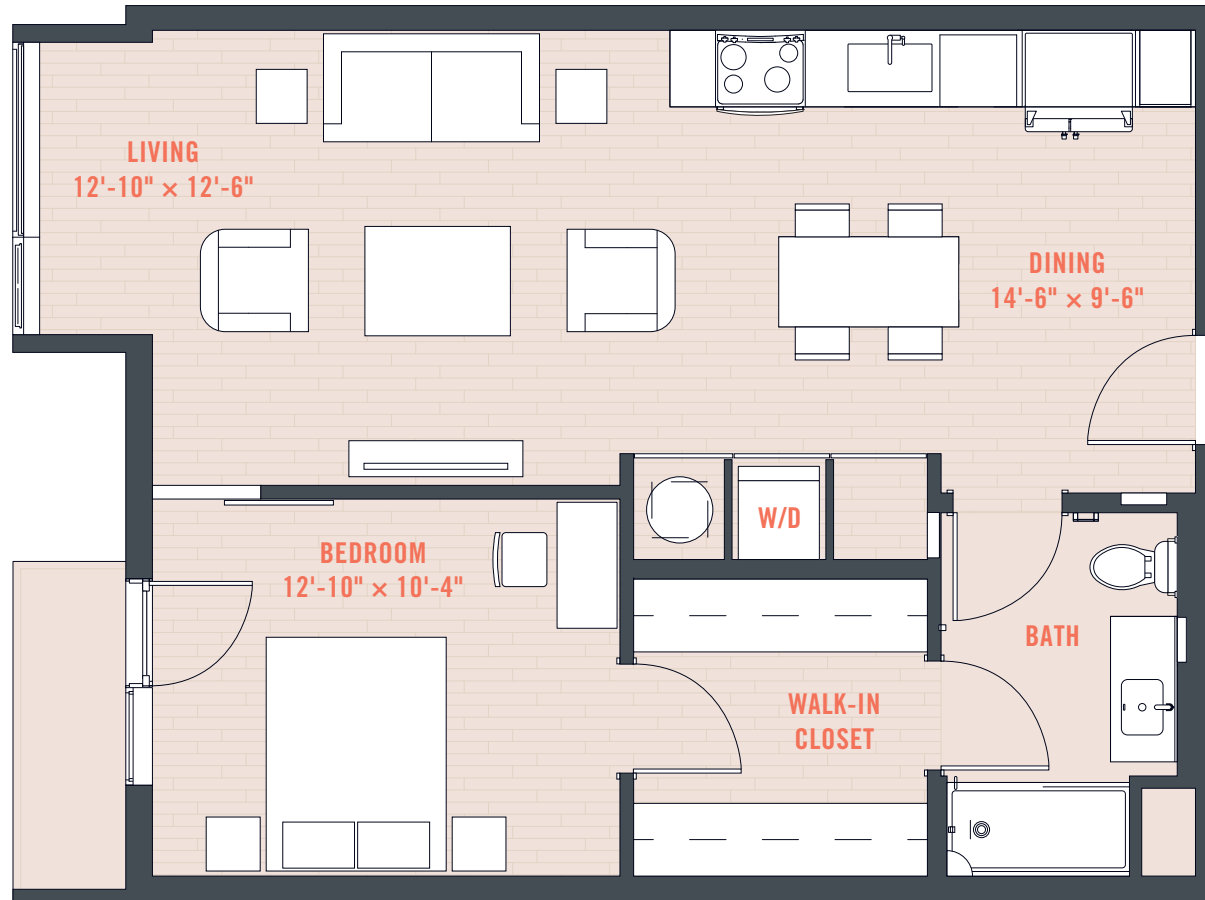 LIVING
12'-10" × 12'-6"
DINING
14'-6" × 9'-6"
W/D
BEDROOM
12'-10" × 10'-4"
BATH
WALK-IN
CLOSET